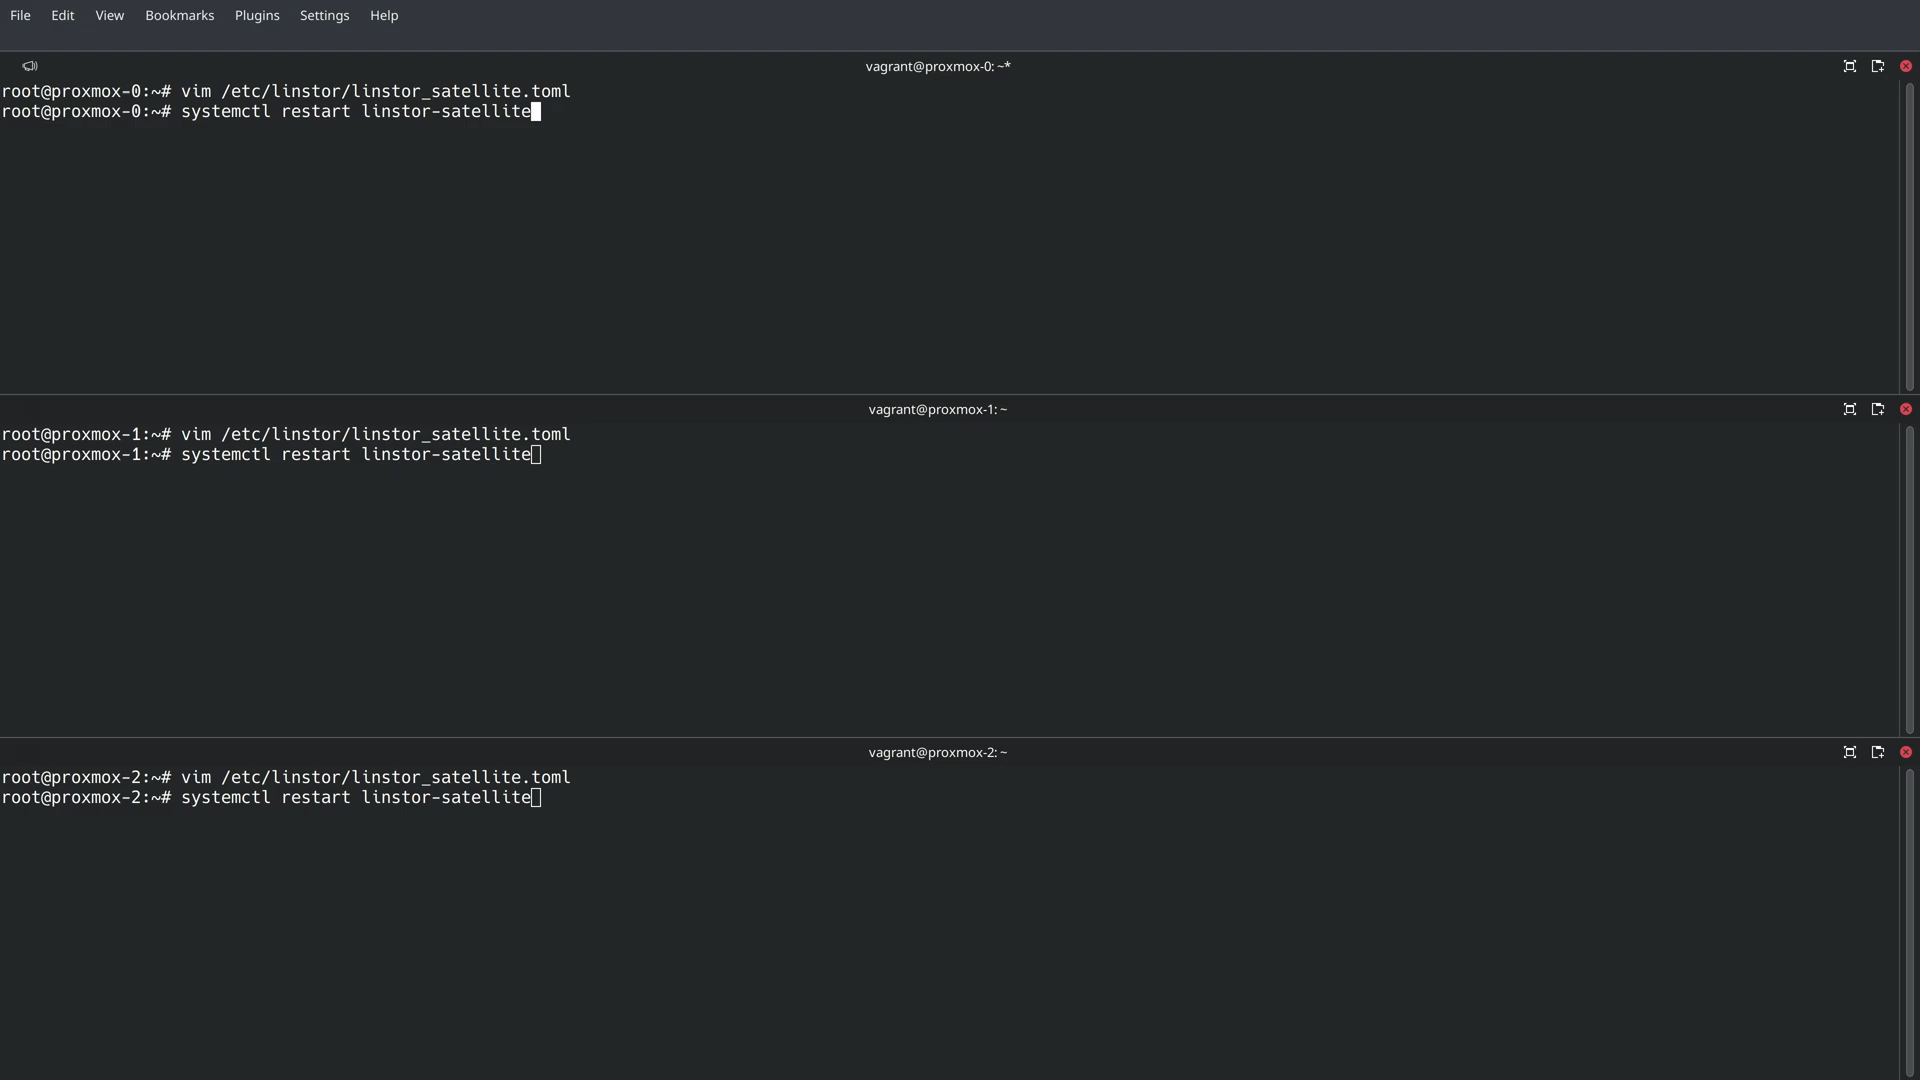 File Edit View Bookmarks Plugins Settings Help
vagrant@proxmox-0: ~*
root@proxmox-0:~# vim /etc/linstor/linstor_satellite.toml
root@proxmox-0:~# systemctl restart linstor-satellite
vagrant@proxmox-1: ~
root@proxmox-1:~# vim /etc/linstor/linstor_satellite.toml
root@proxmox-1:~# systemctl restart linstor-satellite
vagrant@proxmox-2: ~
root@proxmox-2:~# vim /etc/linstor/linstor_satellite.toml
root@proxmox-2:~# systemctl restart linstor-satellite